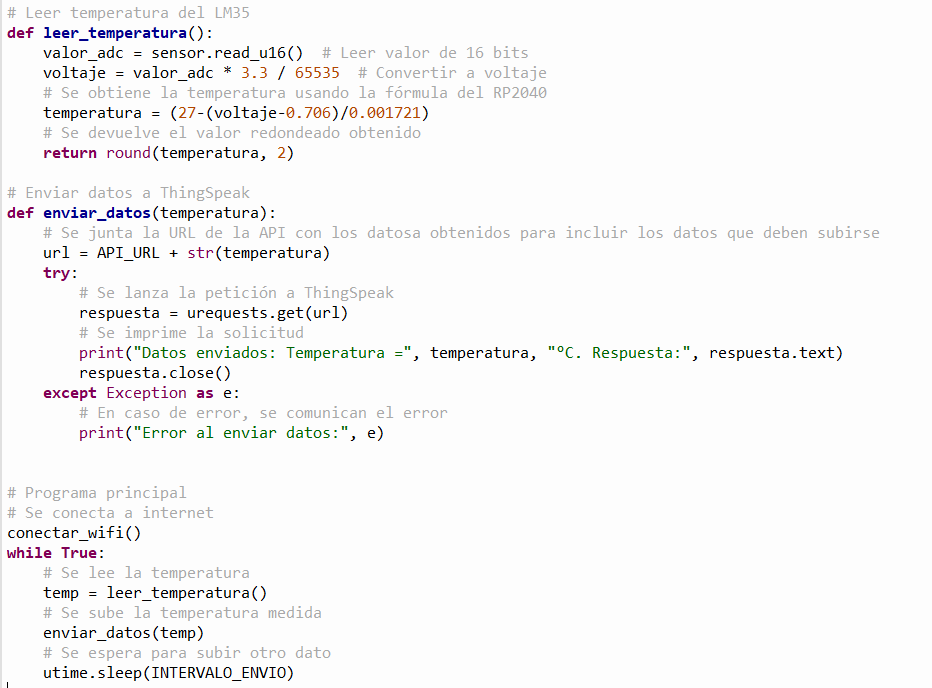 # Leer temperatura del LM35
def leer_temperatura():
    valor_adc = sensor.read_u16()  # Leer valor de 16 bits
    voltaje = valor_adc * 3.3 / 65535  # Convertir a voltaje
    # Se obtiene la temperatura usando la fórmula del RP2040
    temperatura = (27-(voltaje-0.706)/0.001721)
    # Se devuelve el valor redondeado obtenido
    return round(temperatura, 2)

# Enviar datos a ThingSpeak
def enviar_datos(temperatura):
    # Se junta la URL de la API con los datosa obtenidos para incluir los datos que deben subirse
    url = API_URL + str(temperatura)
    try:
        # Se lanza la petición a ThingSpeak
        respuesta = urequests.get(url)
        # Se imprime la solicitud
        print("Datos enviados: Temperatura =", temperatura, "ºC. Respuesta:", respuesta.text)
        respuesta.close()
    except Exception as e:
        # En caso de error, se comunican el error
        print("Error al enviar datos:", e)


# Programa principal
# Se conecta a internet
conectar_wifi()
while True:
    # Se lee la temperatura
    temp = leer_temperatura()
    # Se sube la temperatura medida
    enviar_datos(temp)
    # Se espera para subir otro dato
    utime.sleep(INTERVALO_ENVIO)